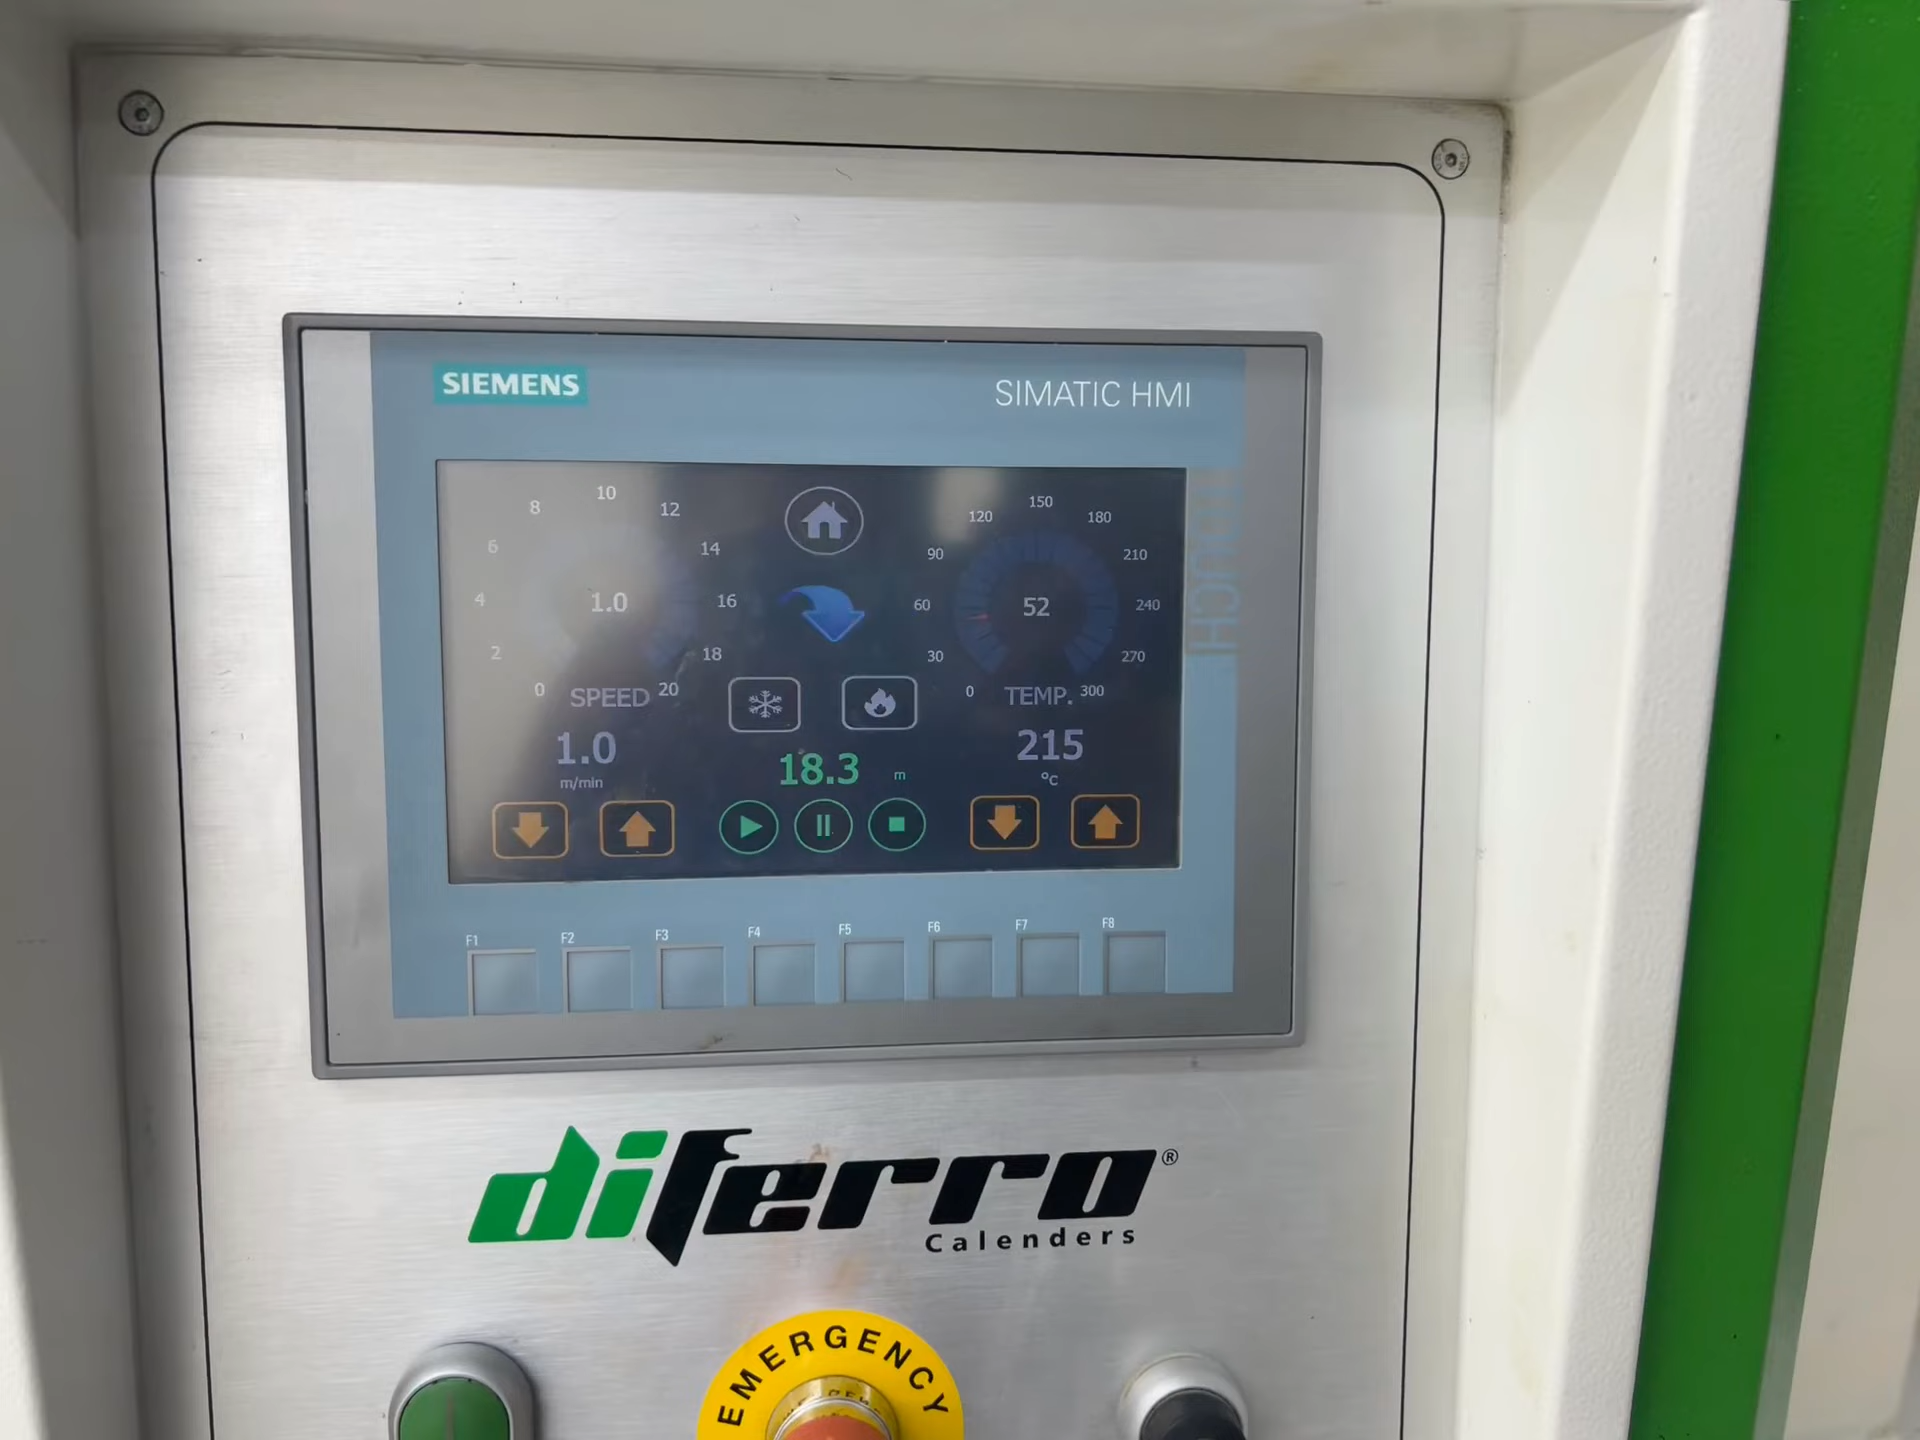 SIEMENS
SIMATIC HMI
TOUCH
0 2 4 6 8 10 12 14 16 18 20
1.0
SPEED
1.0
m/min
18.3 m
0 30 60 90 120 150 180 210 240 270 300
52
TEMP.
215
°C
F1 F2 F3 F4 F5 F6 F7 F8
diferro®
Calenders
EMERGENCY